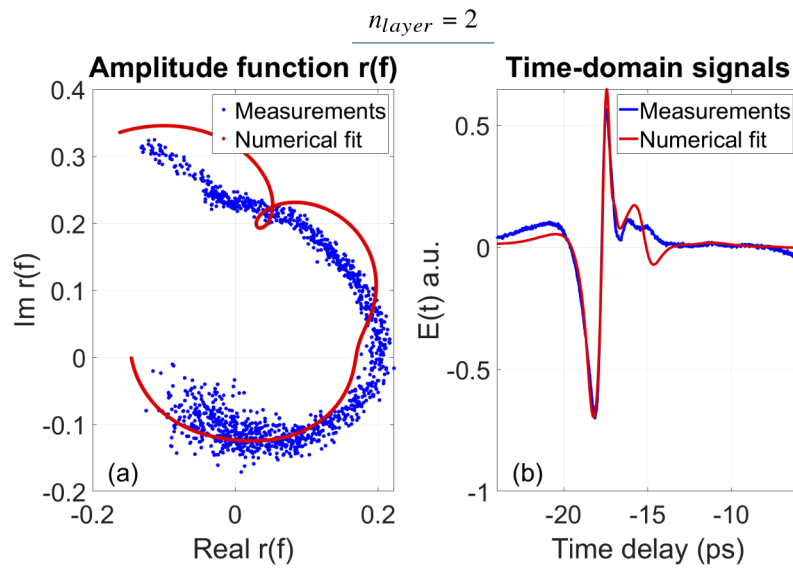 n_layer = 2
Amplitude function r(f)
Measurements
Numerical fit
0.4
0.3
0.2
0.1
0
-0.1
-0.2
Im r(f)
(a)
-0.2
0
0.2
Real r(f)
Time-domain signals
Measurements
Numerical fit
0.5
0
-0.5
-1
E(t) a.u.
(b)
-20
-15
-10
Time delay (ps)